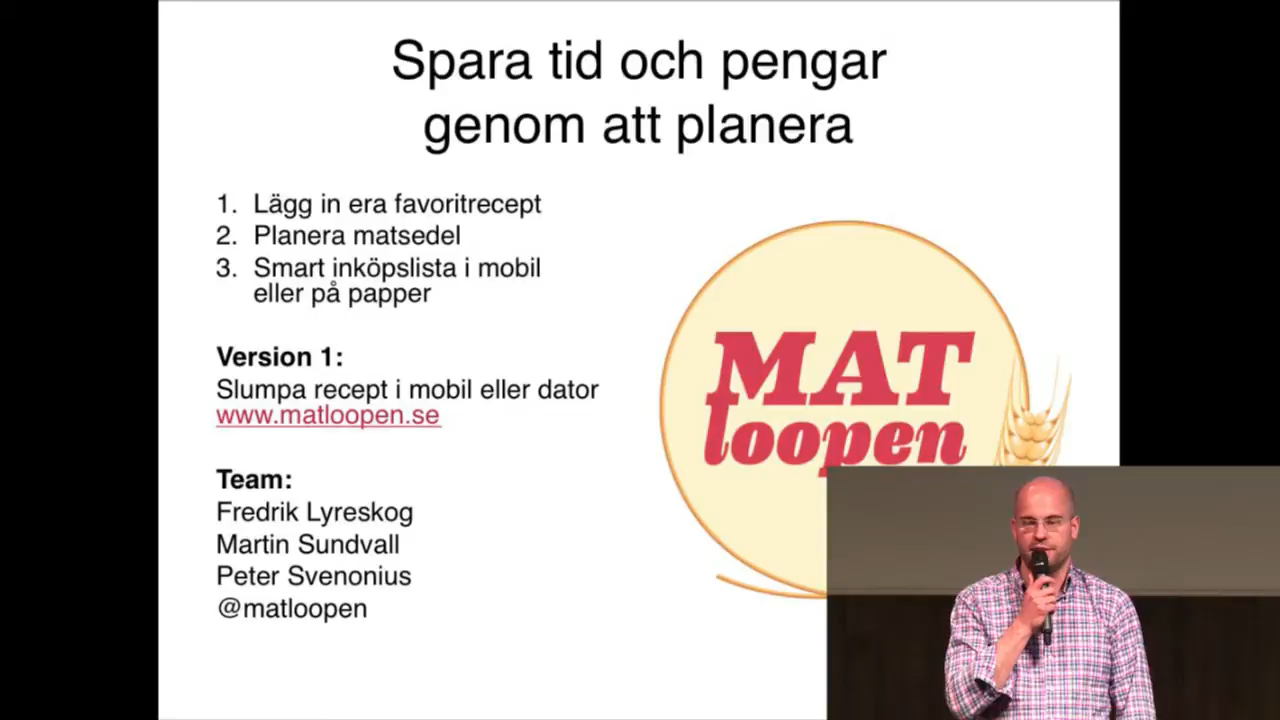 Spara tid och pengar
genom att planera
1. Lägg in era favoritrecept
2. Planera matsedel
3. Smart inköpslista i mobil
eller på papper
Version 1:
Slumpa recept i mobil eller dator
www.matloopen.se
Team:
Fredrik Lyreskog
Martin Sundvall
Peter Svenonius
@matloopen
MAT
loopen